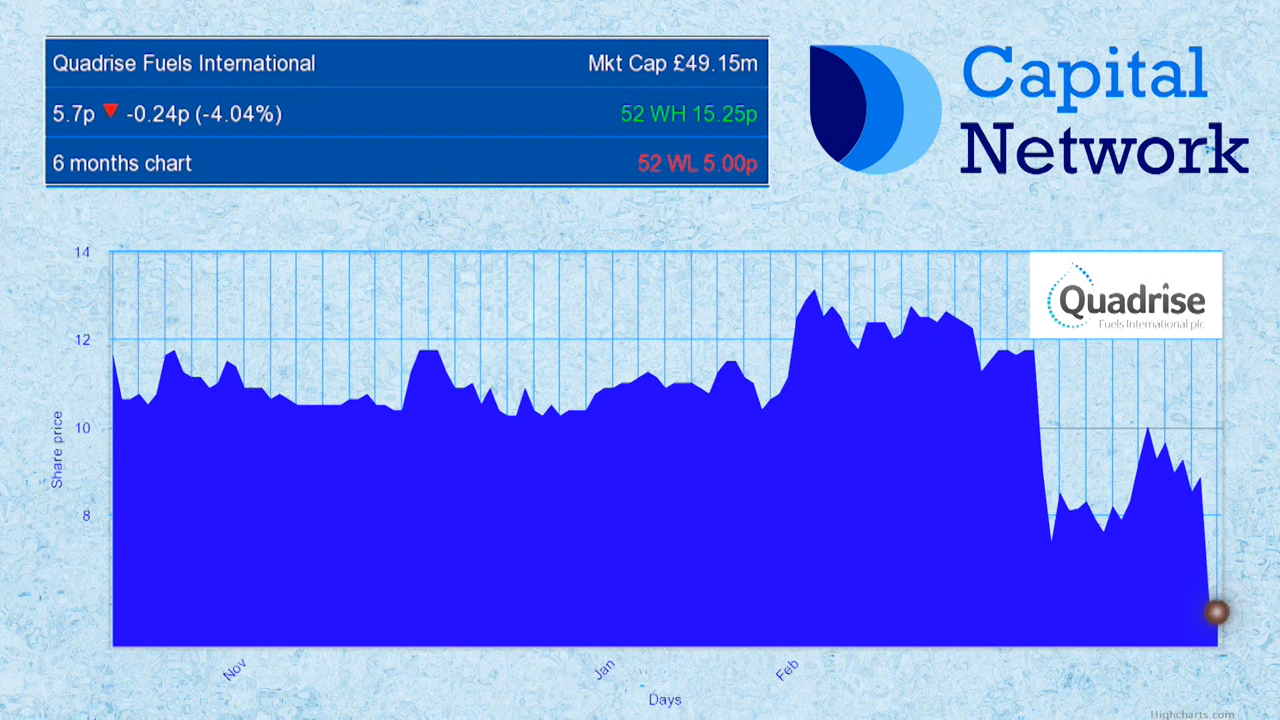 Quadrise Fuels International Mkt Cap £49.15m
5.7p -0.24p (-4.04%) 52 WH 15.25p
6 months chart 52 WL 5.00p
Capital
Network
14
Quadrise
Fuels International plc
12
10
8
Share price
Nov Jan Feb
Days
Highcharts.com